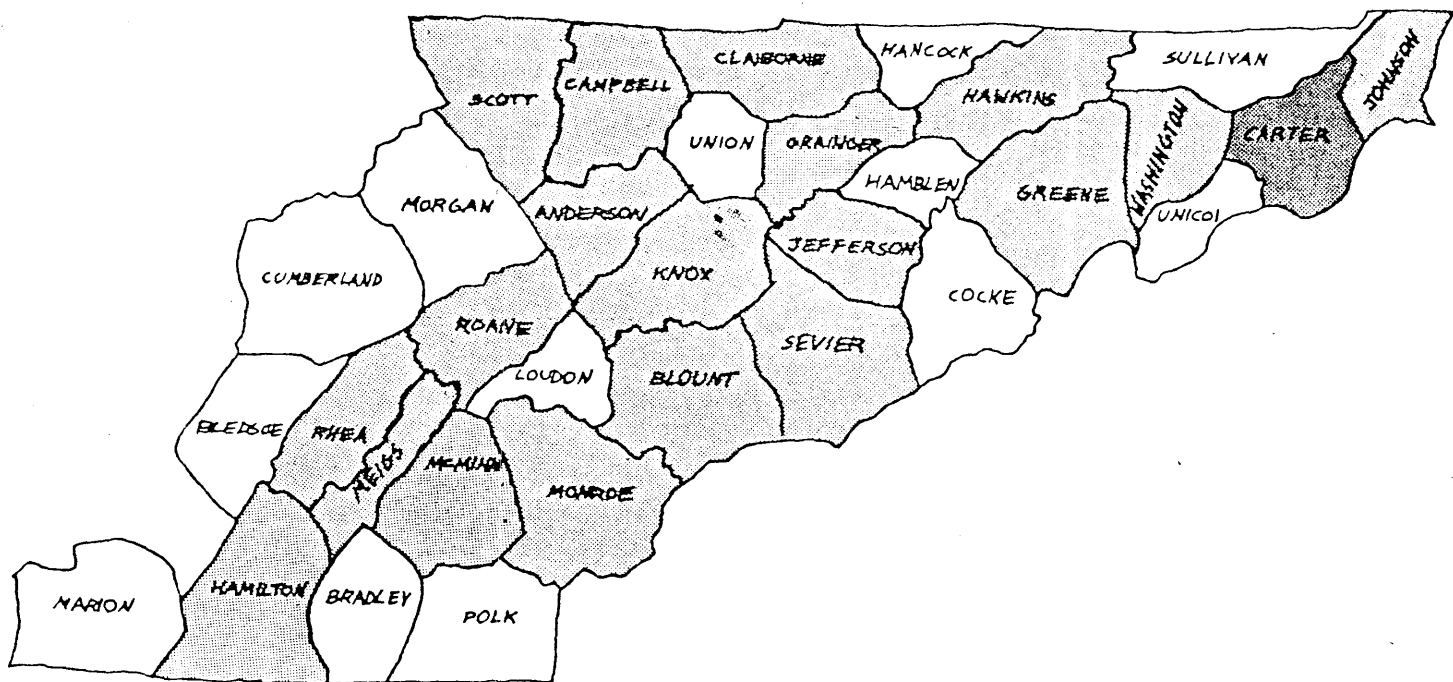 SCOTT
CAMPBELL
CLAIBORNE
HANCOCK
HAWKINS
SULLIVAN
JOHNSON
CARTER
WASHINGTON
UNION
GRAINGER
HAMBLEN
GREENE
UNICOI
MORGAN
ANDERSON
JEFFERSON
CUMBERLAND
KNOX
COCKE
ROANE
SEVIER
LOUDON
BLOUNT
BLEDSOE
RHEA
MEIGS
MCMINN
MONROE
MARION
HAMILTON
BRADLEY
POLK